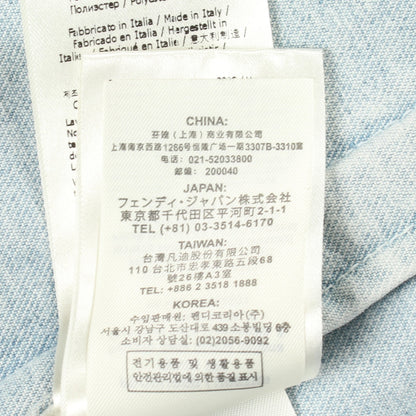 Полиэстер / Polyes
Fabbricato in Italia / Made in Italy /
Fabricado en Italia / Hergestellt in
Italie / Fabriqué en Italie /
Italia / 意大利制造 /
CHINA:
芬迪（上海）商业有限公司
上海南京西路1266号恒隆广场一期3307B-3310室
电话: 021-52033800
邮编: 200040
JAPAN:
フェンディ・ジャパン株式会社
東京都千代田区平河町2-1-1
TEL (+81) 03-3514-6170
TAIWAN:
台灣凡迪股份有限公司
110 台北市忠孝東路五段68
號26樓A3室
TEL: +886 2 3518 1888
KOREA:
수입판매원: 펜디코리아(주)
서울시 강남구 도산대로 439 소봉빌딩 6층
소비자 상담실: (02)2056-9092
전기용품 및 생활용품
안전관리법에 의한 품질표시